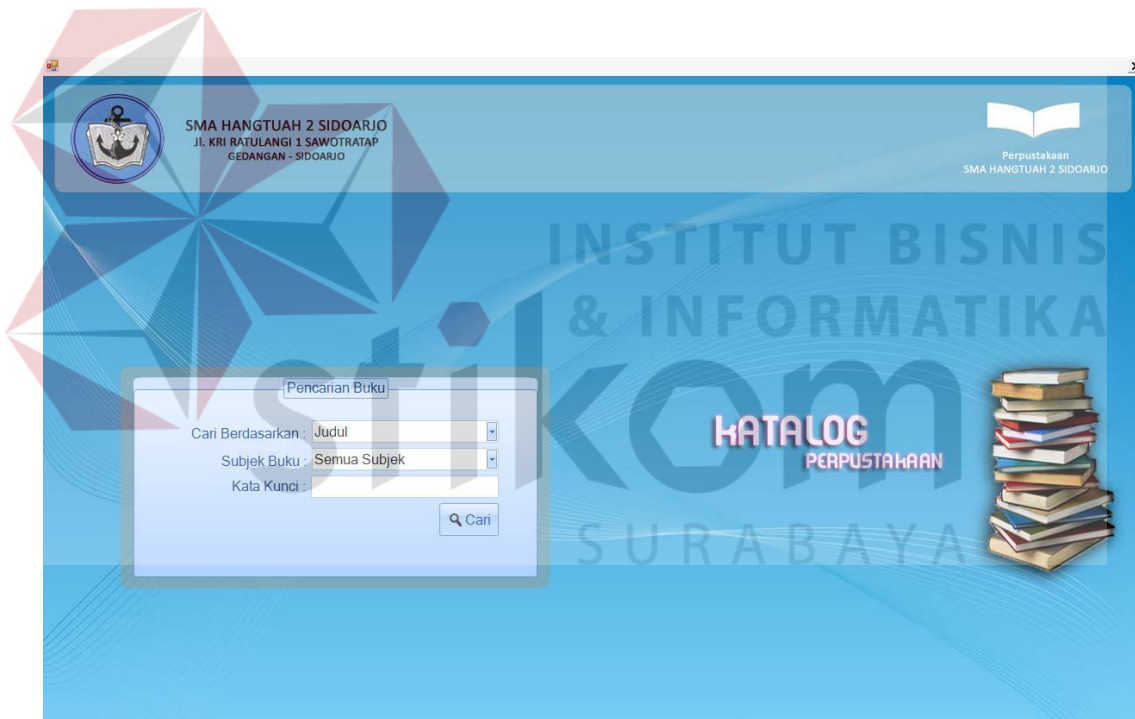 SMA HANGTUAH 2 SIDOARJO
Jl. KRI RATULANGI 1 SAWOTRATAP
GEDANGAN - SIDOARJO
Perpustakaan
SMA HANGTUAH 2 SIDOARJO
INSTITUT BISNIS
& INFORMATIKA
stikom
SURABAYA
Pencarian Buku
Cari Berdasarkan : Judul
Subjek Buku : Semua Subjek
Kata Kunci :
Cari
KATALOG
PERPUSTAKAAN